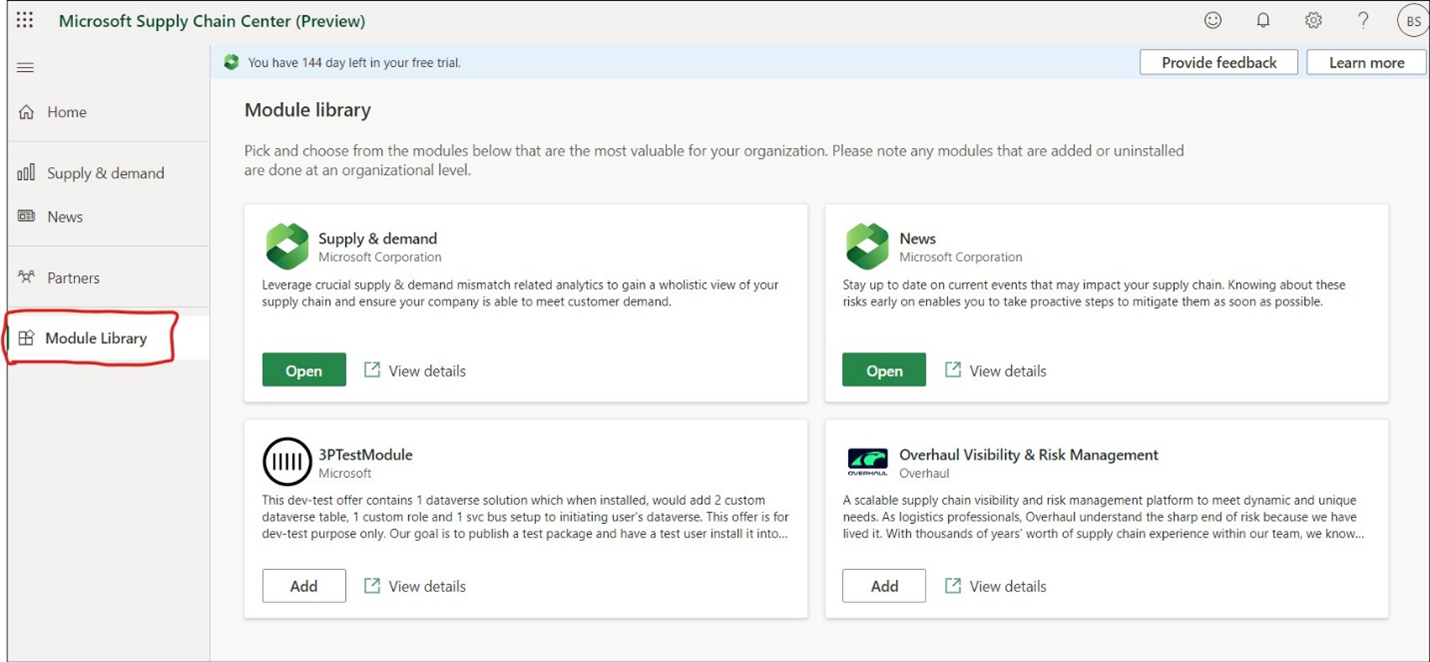 Microsoft Supply Chain Center (Preview)
BS
You have 144 day left in your free trial.
Provide feedback
Learn more
Home
Supply & demand
News
Partners
Module Library
Module library
Pick and choose from the modules below that are the most valuable for your organization. Please note any modules that are added or uninstalled
are done at an organizational level.
Supply & demand
Microsoft Corporation
Leverage crucial supply & demand mismatch related analytics to gain a wholistic view of your
supply chain and ensure your company is able to meet customer demand.
Open
View details
News
Microsoft Corporation
Stay up to date on current events that may impact your supply chain. Knowing about these
risks early on enables you to take proactive steps to mitigate them as soon as possible.
Open
View details
3PTestModule
Microsoft
This dev-test offer contains 1 dataverse solution which when installed, would add 2 custom
dataverse table, 1 custom role and 1 svc bus setup to initiating user's dataverse. This offer is for
dev-test purpose only. Our goal is to publish a test package and have a test user install it into...
Add
View details
OVERHAUL
Overhaul Visibility & Risk Management
Overhaul
A scalable supply chain visibility and risk management platform to meet dynamic and unique
needs. As logistics professionals, Overhaul understand the sharp end of risk because we have
lived it. With thousands of years' worth of supply chain experience within our team, we know...
Add
View details